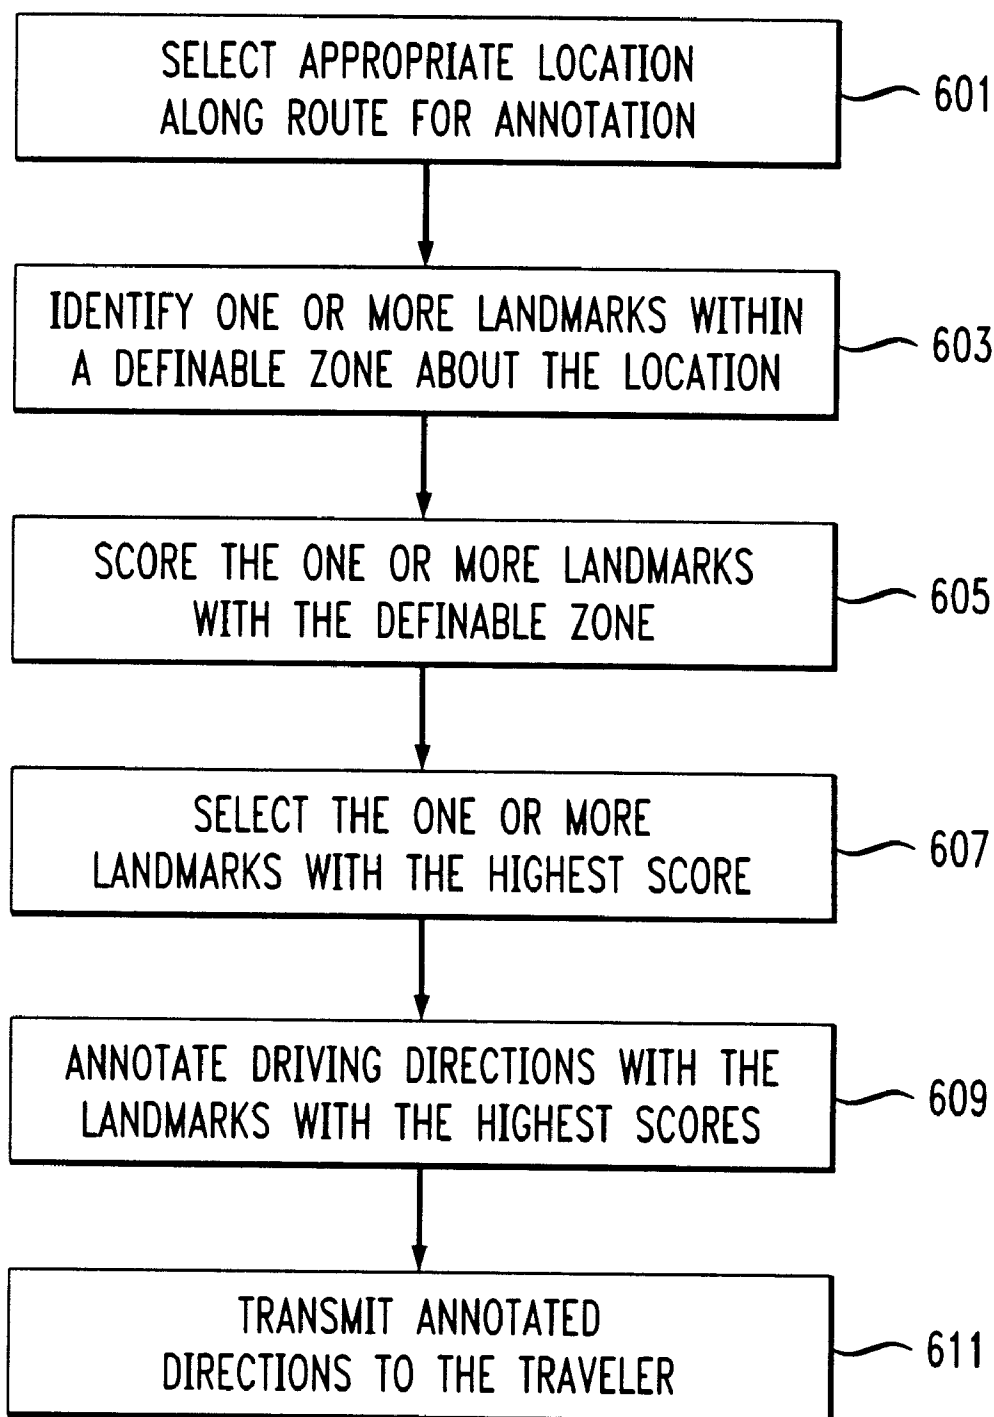 SELECT APPROPRIATE LOCATION
ALONG ROUTE FOR ANNOTATION
601
IDENTIFY ONE OR MORE LANDMARKS WITHIN
A DEFINABLE ZONE ABOUT THE LOCATION
603
SCORE THE ONE OR MORE LANDMARKS
WITH THE DEFINABLE ZONE
605
SELECT THE ONE OR MORE
LANDMARKS WITH THE HIGHEST SCORE
607
ANNOTATE DRIVING DIRECTIONS WITH THE
LANDMARKS WITH THE HIGHEST SCORES
609
TRANSMIT ANNOTATED
DIRECTIONS TO THE TRAVELER
611